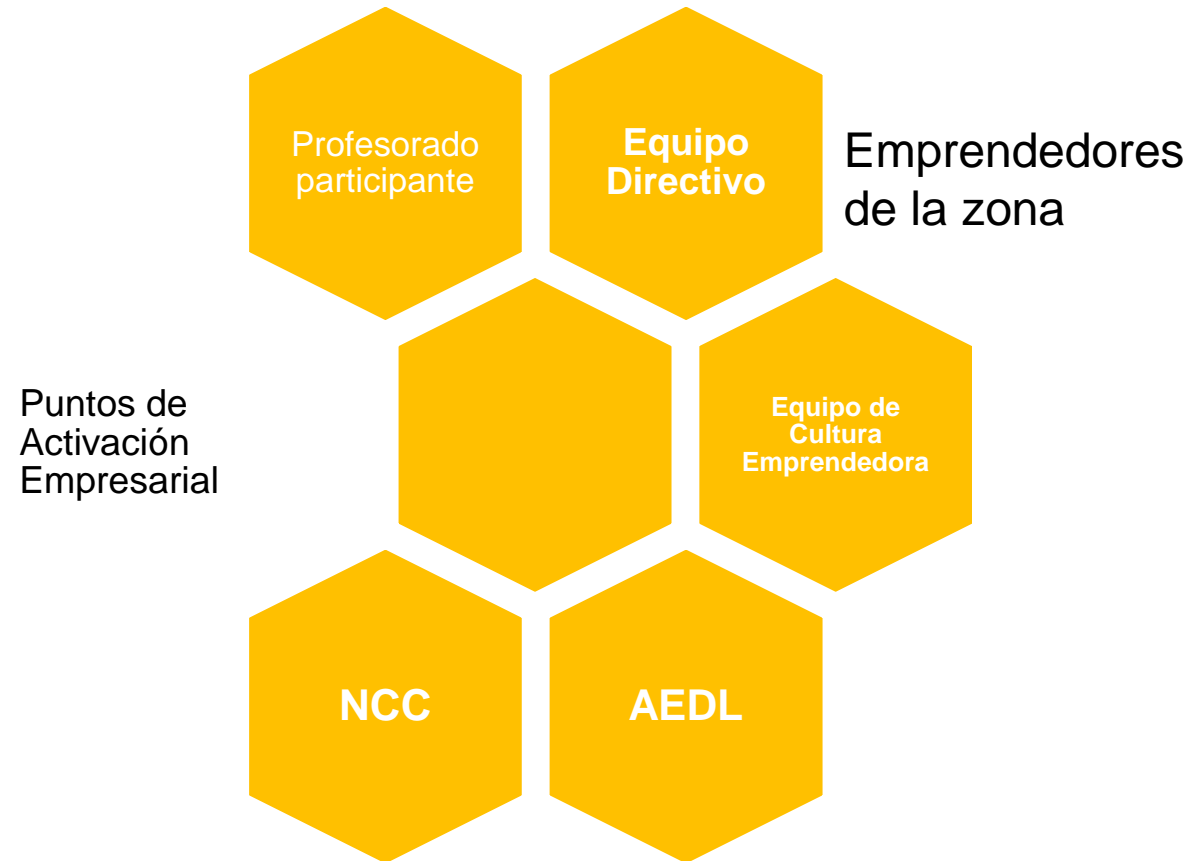 Profesorado
participante
Equipo
Directivo
Emprendedores
de la zona
Puntos de
Activación
Empresarial
Equipo de
Cultura
Emprendedora
NCC
AEDL